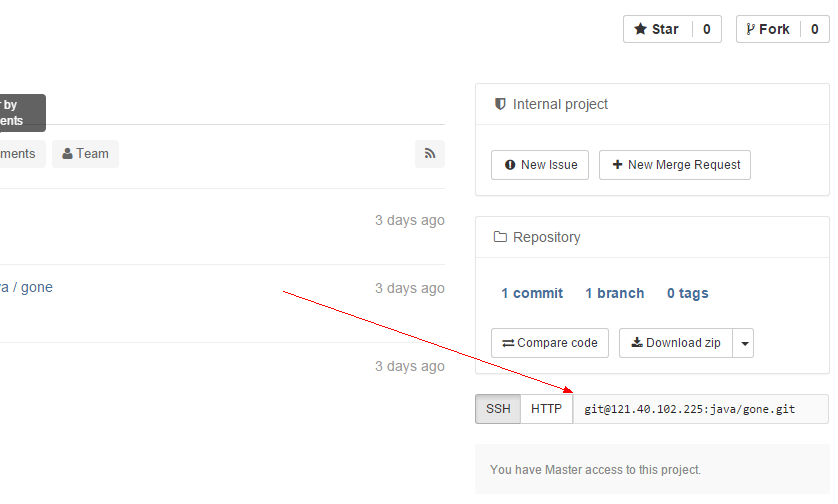 Star 0 Fork 0
by
ents
ments Team
3 days ago
a / gone 3 days ago
3 days ago
Internal project
New Issue New Merge Request
Repository
1 commit 1 branch 0 tags
Compare code Download zip
SSH HTTP git@121.40.102.225:java/gone.git
You have Master access to this project.